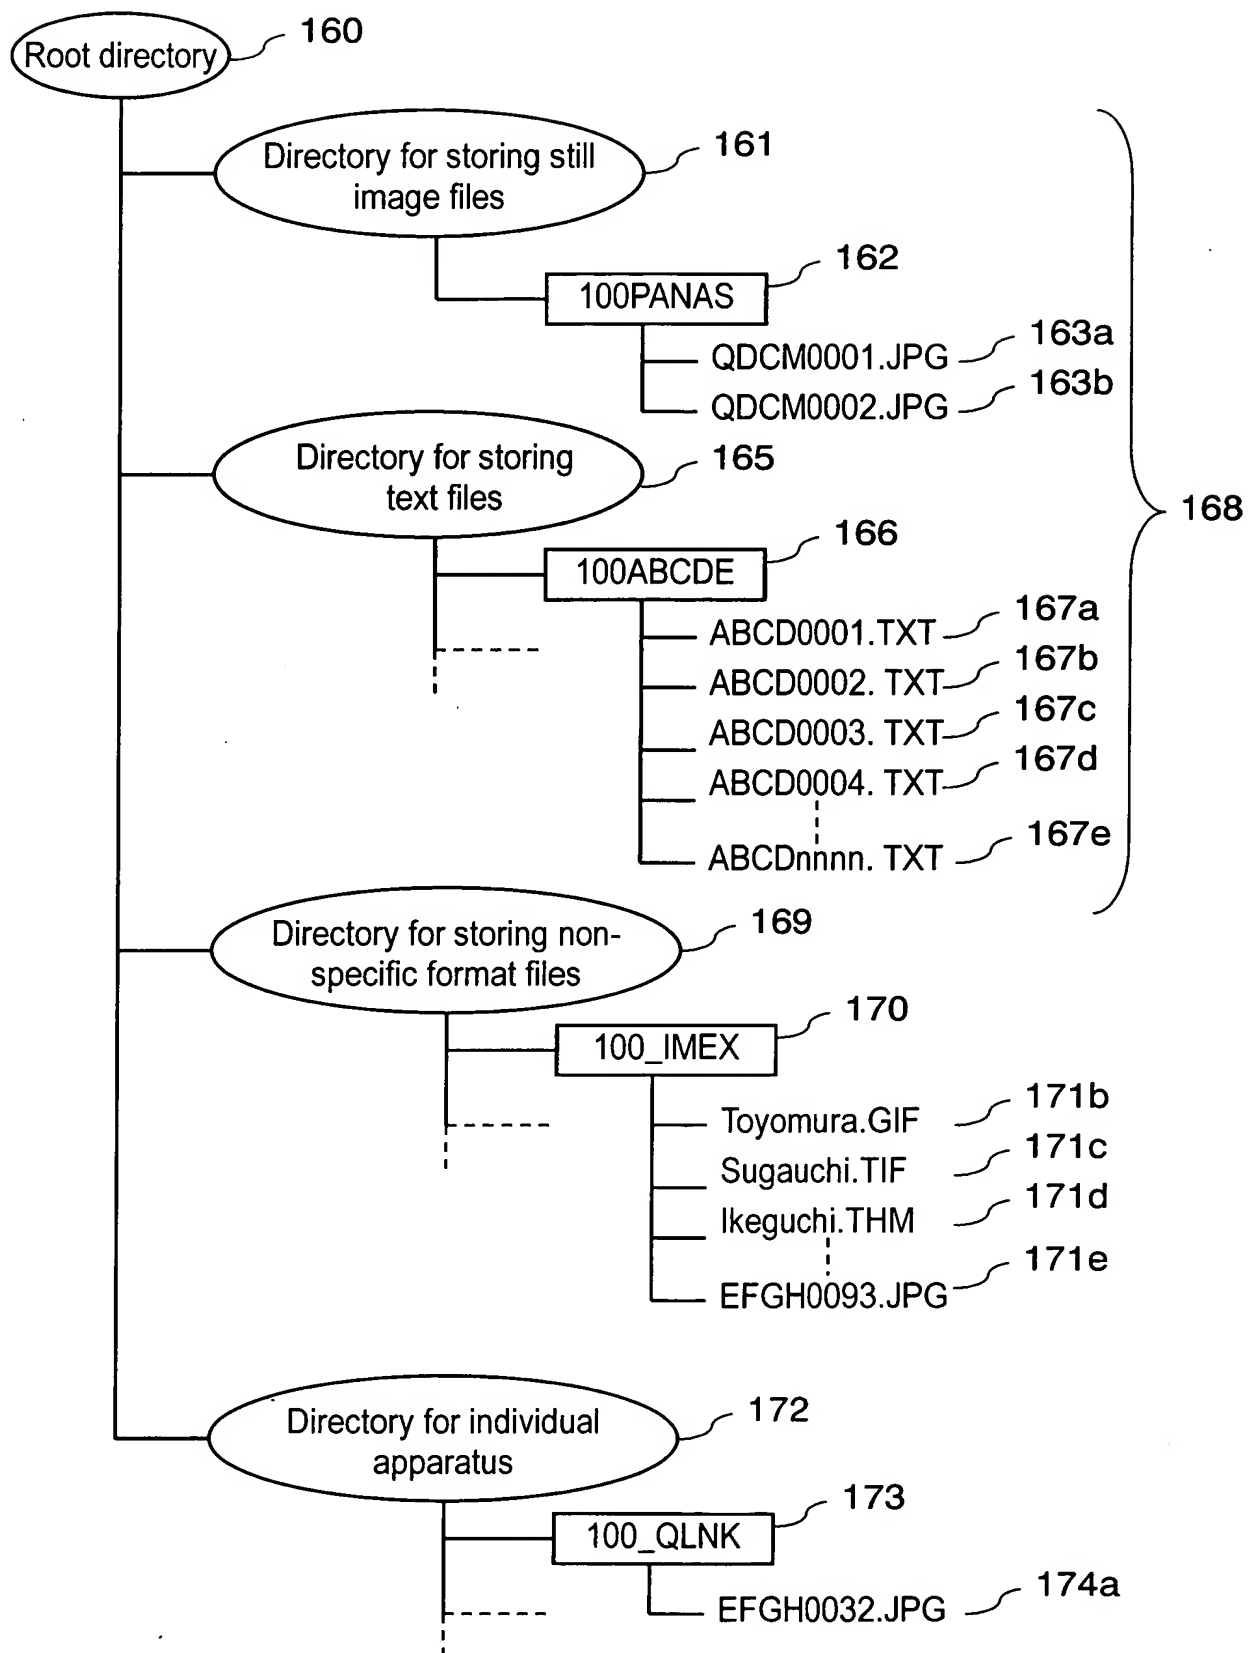 Root directory
160
Directory for storing still
image files
161
100PANAS
162
QDCM0001.JPG
163a
QDCM0002.JPG
163b
Directory for storing
text files
165
168
100ABCDE
166
ABCD0001.TXT
167a
ABCD0002. TXT
167b
ABCD0003. TXT
167c
ABCD0004. TXT
167d
ABCDnnnn. TXT
167e
Directory for storing non-
specific format files
169
100_IMEX
170
Toyomura.GIF
171b
Sugauchi.TIF
171c
Ikeguchi.THM
171d
EFGH0093.JPG
171e
Directory for individual
apparatus
172
100_QLNK
173
EFGH0032.JPG
174a